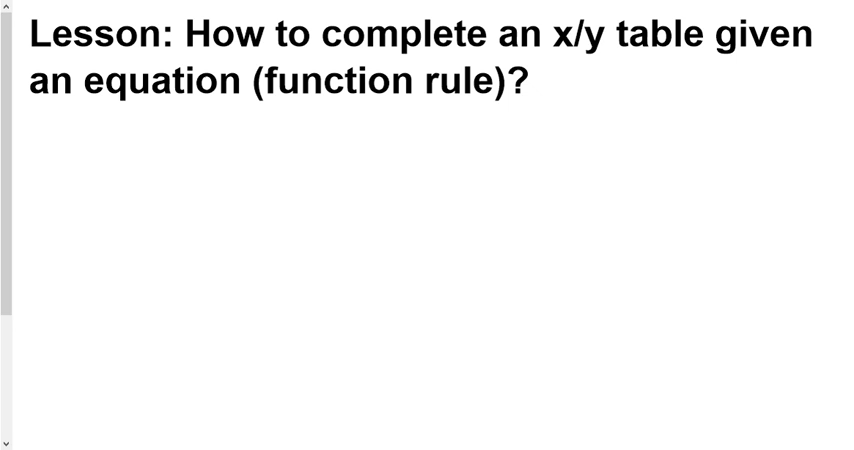 Lesson: How to complete an x/y table given
an equation (function rule)?